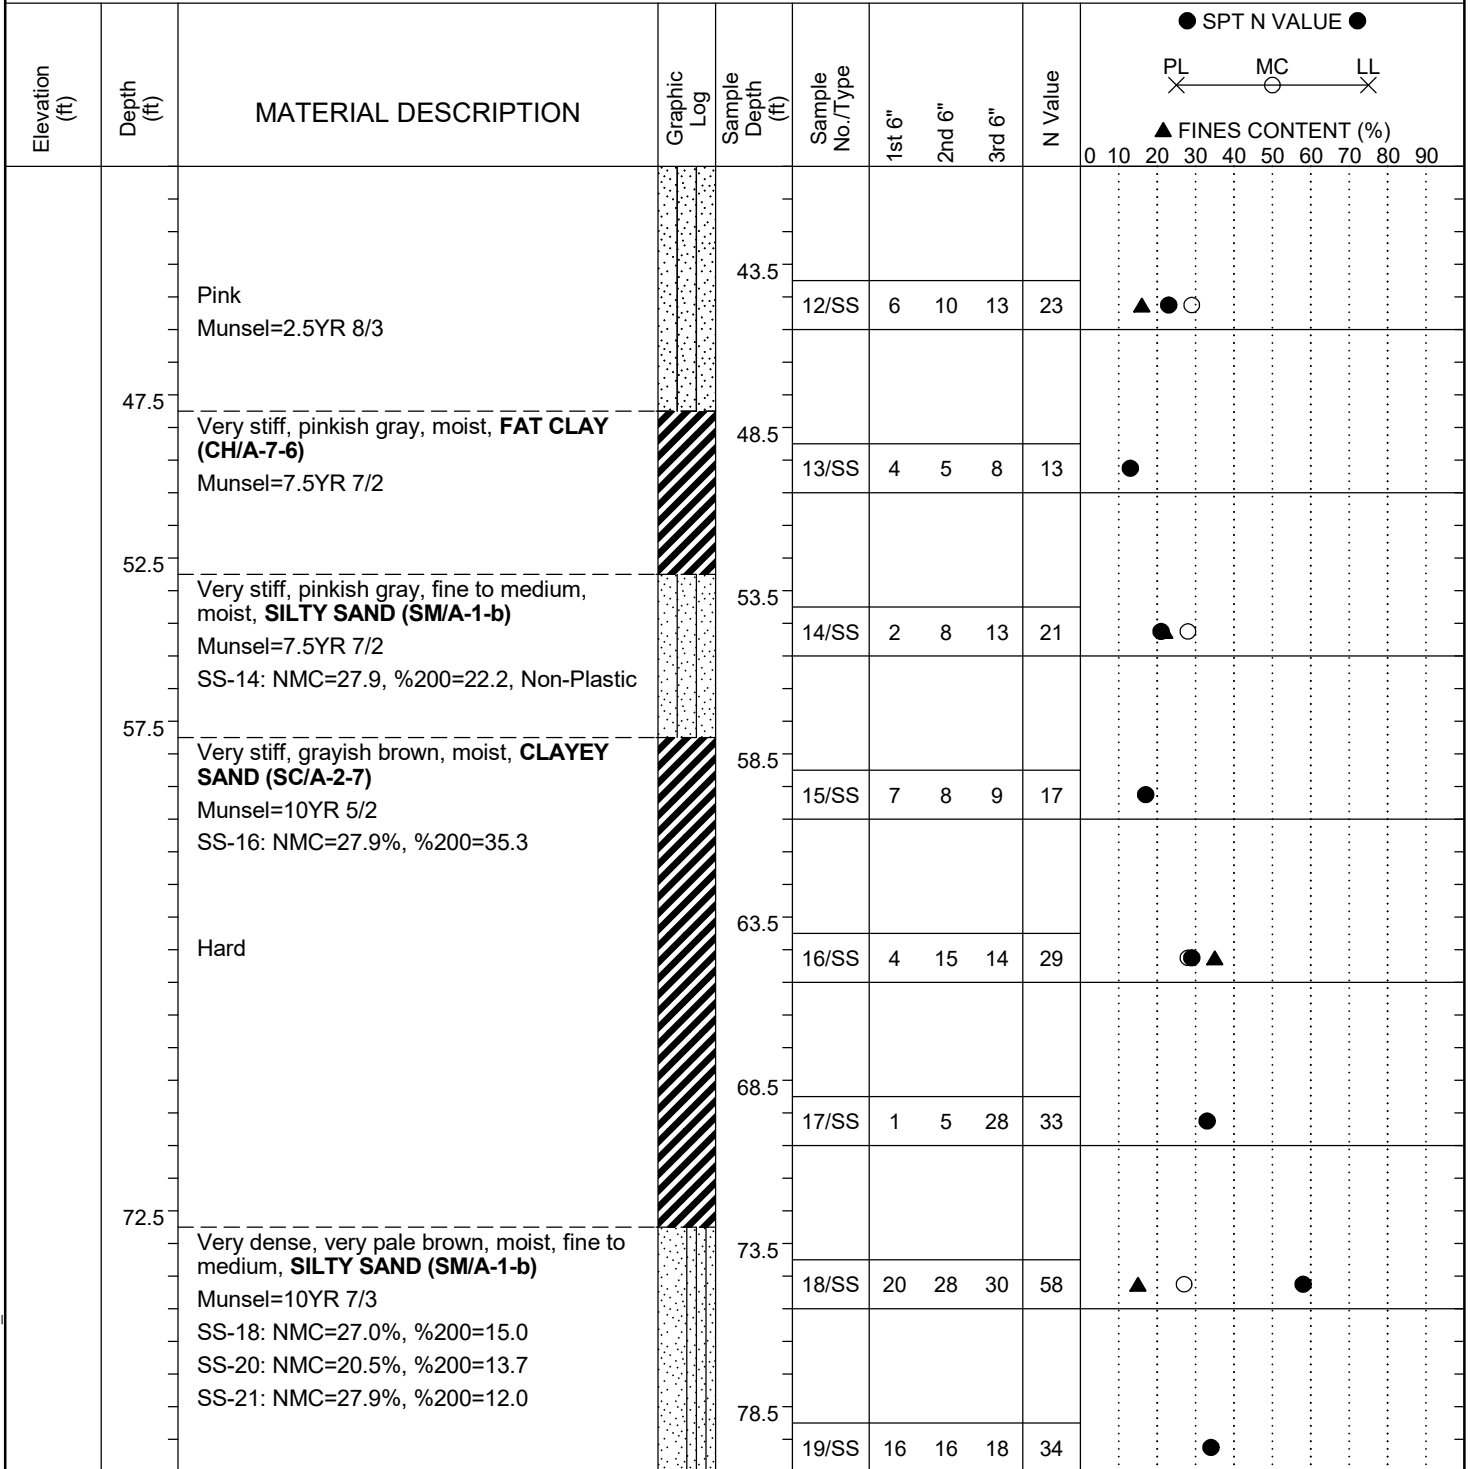 ● SPT N VALUE ●
PL MC LL
▲ FINES CONTENT (%)
0 10 20 30 40 50 60 70 80 90
Elevation (ft)
Depth (ft)
MATERIAL DESCRIPTION
Graphic Log
Sample Depth (ft)
Sample No./Type
1st 6"
2nd 6"
3rd 6"
N Value
43.5
Pink
12/SS 6 10 13 23
Munsel=2.5YR 8/3
47.5
Very stiff, pinkish gray, moist, FAT CLAY
48.5
(CH/A-7-6)
13/SS 4 5 8 13
Munsel=7.5YR 7/2
52.5
Very stiff, pinkish gray, fine to medium,
53.5
moist, SILTY SAND (SM/A-1-b)
14/SS 2 8 13 21
Munsel=7.5YR 7/2
SS-14: NMC=27.9, %200=22.2, Non-Plastic
57.5
Very stiff, grayish brown, moist, CLAYEY
58.5
SAND (SC/A-2-7)
15/SS 7 8 9 17
Munsel=10YR 5/2
SS-16: NMC=27.9%, %200=35.3
63.5
Hard
16/SS 4 15 14 29
68.5
17/SS 1 5 28 33
72.5
Very dense, very pale brown, moist, fine to
73.5
medium, SILTY SAND (SM/A-1-b)
18/SS 20 28 30 58
Munsel=10YR 7/3
SS-18: NMC=27.0%, %200=15.0
SS-20: NMC=20.5%, %200=13.7
SS-21: NMC=27.9%, %200=12.0
78.5
19/SS 16 16 18 34